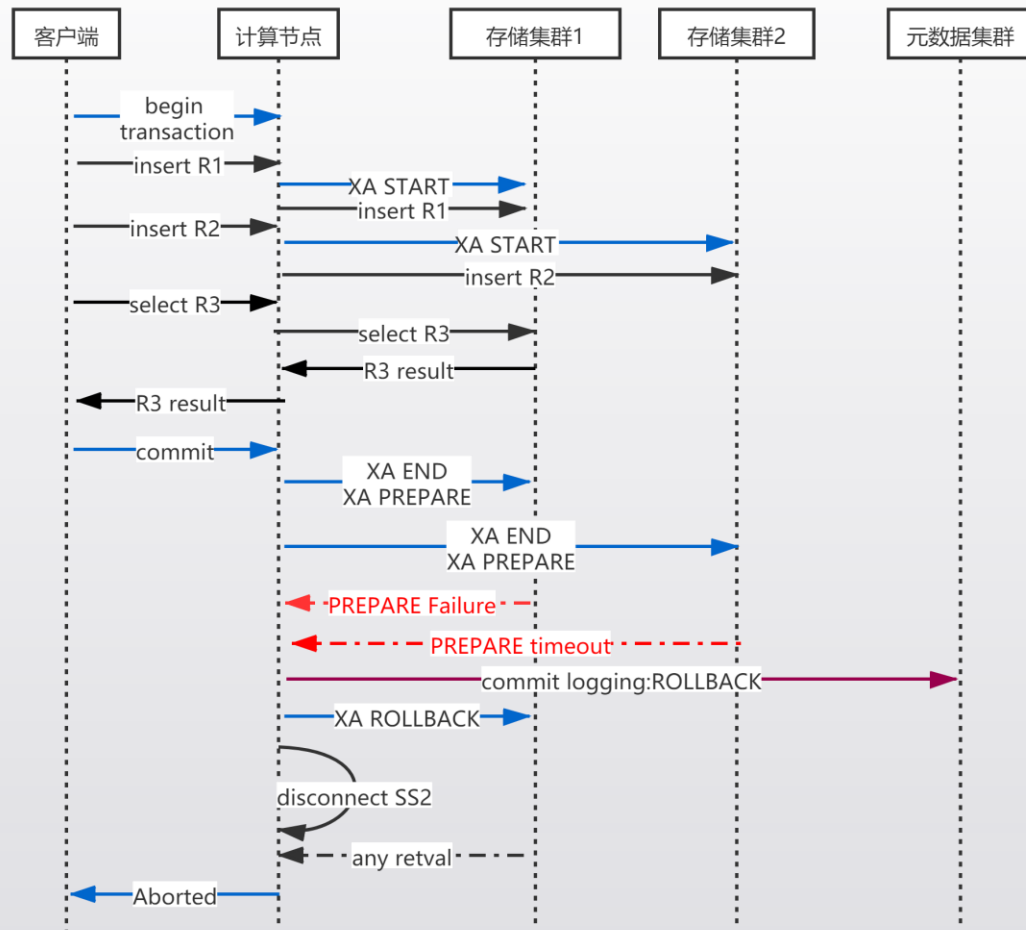 客户端
计算节点
存储集群1
存储集群2
元数据集群
begin
transaction
insert R1
XA START
insert R1
insert R2
XA START
insert R2
select R3
select R3
R3 result
R3 result
commit
XA END
XA PREPARE
XA END
XA PREPARE
PREPARE Failure
PREPARE timeout
commit logging:ROLLBACK
XA ROLLBACK
disconnect SS2
any retval
Aborted